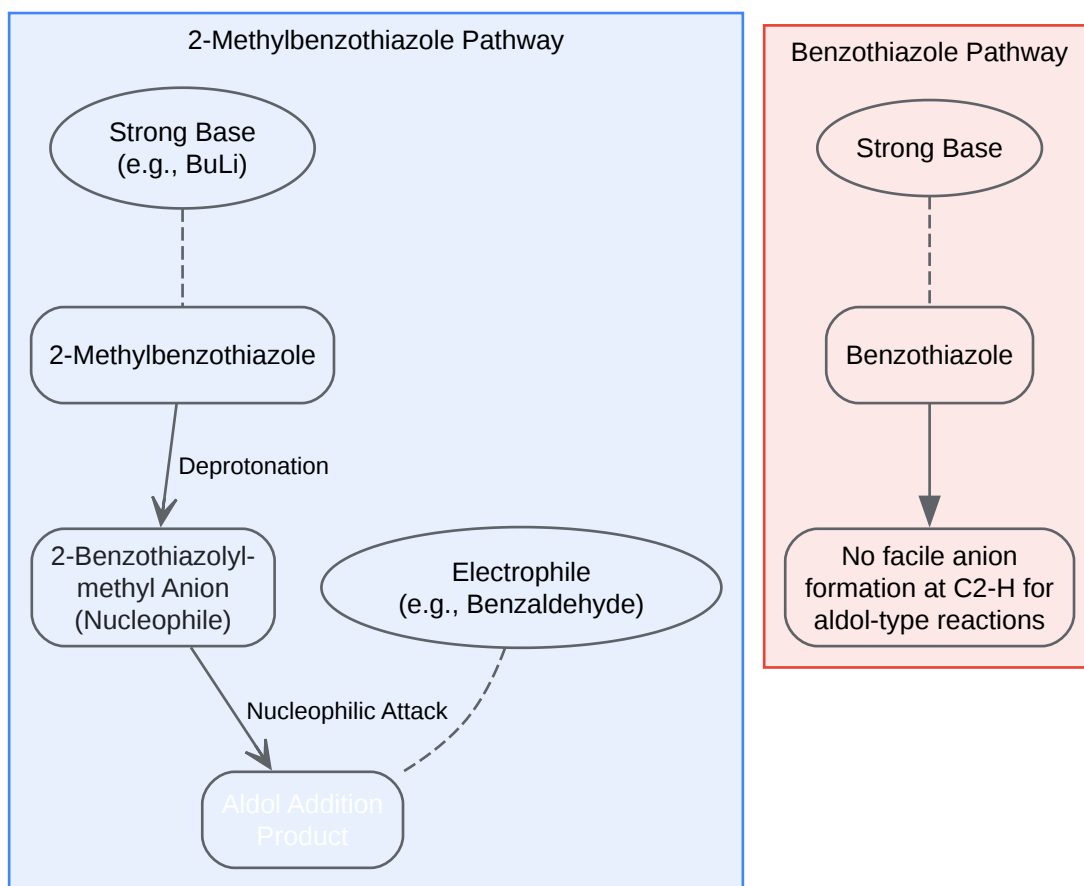 2-Methylbenzothiazole Pathway
Strong Base
(e.g., BuLi)
2-Methylbenzothiazole
Deprotonation
2-Benzothiazolyl-
methyl Anion
(Nucleophile)
Electrophile
(e.g., Benzaldehyde)
Nucleophilic Attack
Aldol Addition
Product
Benzothiazole Pathway
Strong Base
Benzothiazole
No facile anion
formation at C2-H for
aldol-type reactions